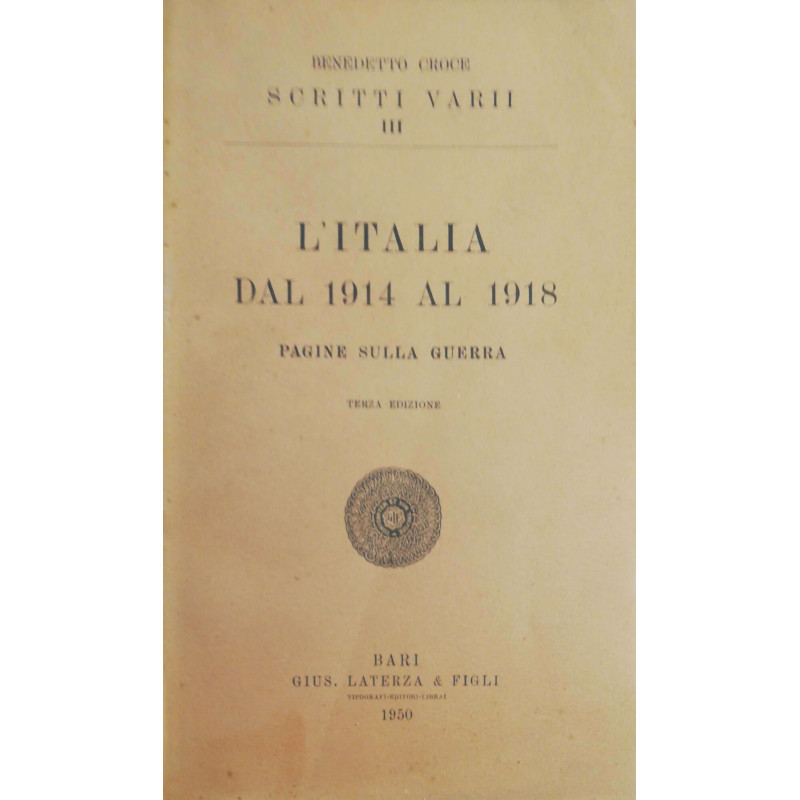 BENEDETTO CROCE
SCRITTI VARII
III
L'ITALIA
DAL 1914 AL 1918
PAGINE SULLA GUERRA
TERZA EDIZIONE
BARI
GIUS. LATERZA & FIGLI
TIPOGRAFI-EDITORI-LIBRAI
1950